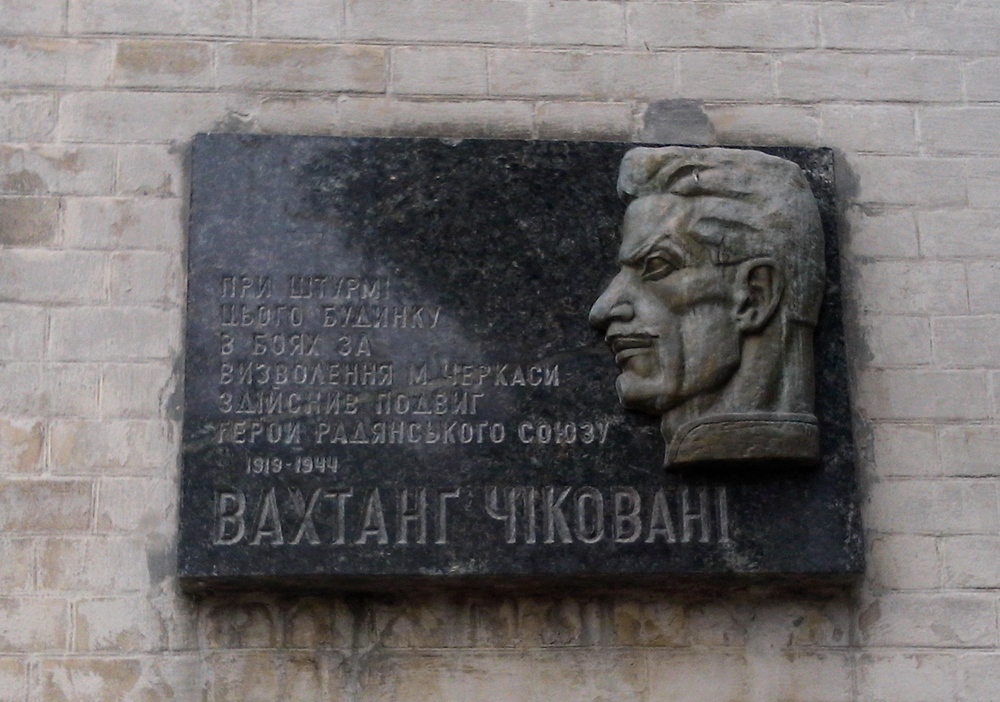 ПРИ ШТУРМІ
ЦЬОГО БУДИНКУ
В БОЯХ ЗА
ВИЗВОЛЕННЯ М. ЧЕРКАСИ
ЗДІЙСНИВ ПОДВИГ
ГЕРОЙ РАДЯНСЬКОГО СОЮЗУ
1919-1944
ВАХТАНГ ЧІКОВАНІ